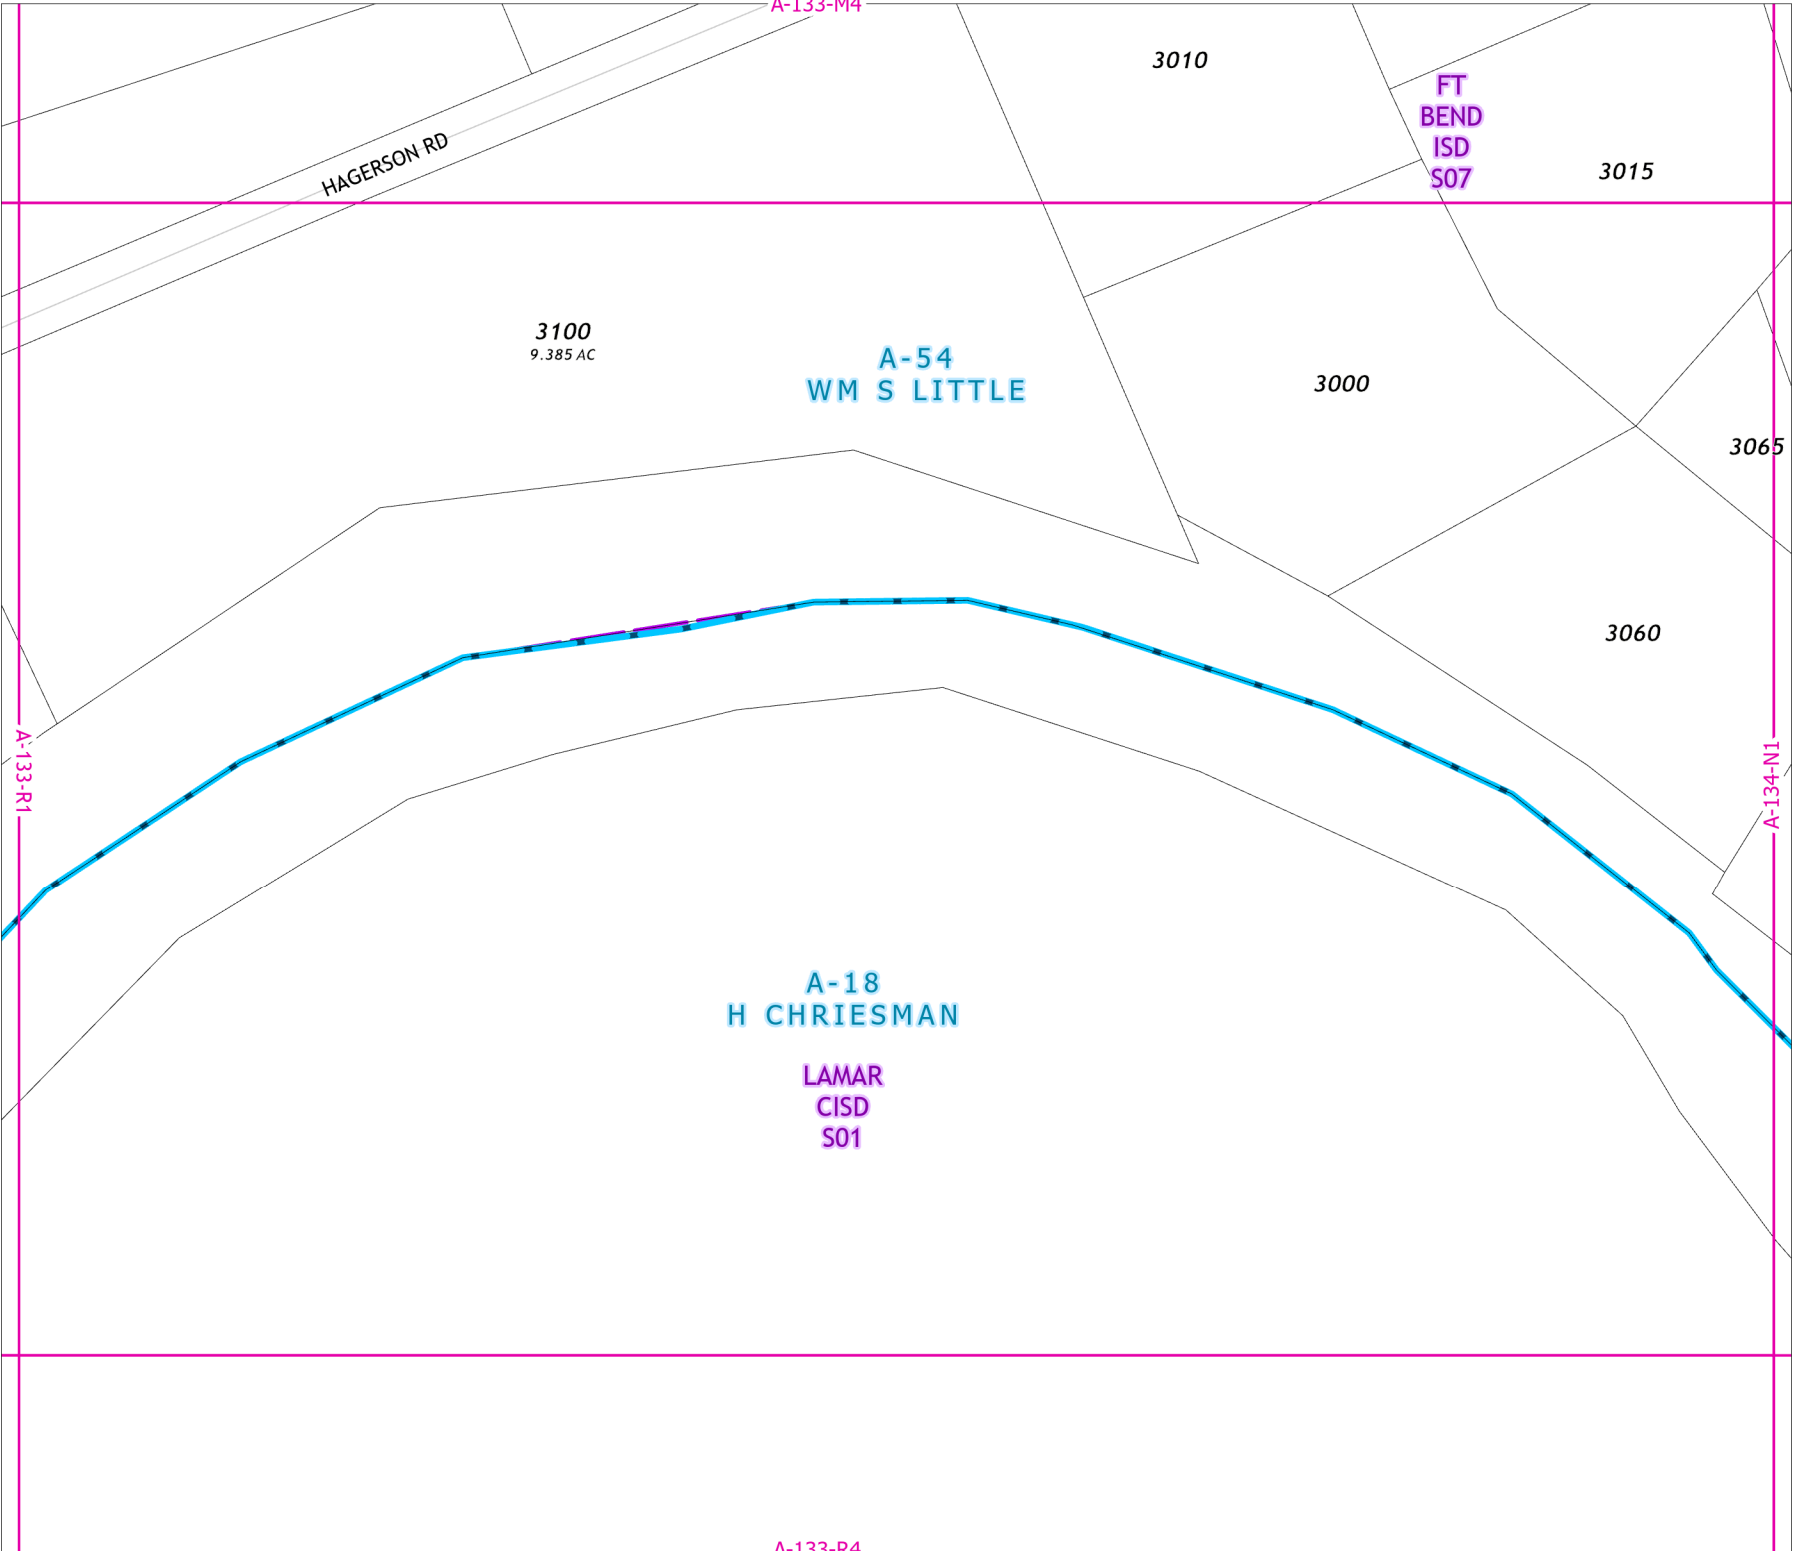 A-133-M4
3010
FT
BEND
ISD
S07
HAGERSON RD
3015
3100
9.385 AC
A-54
WM S LITTLE
3000
3065
3060
A-133-R1
A-134-N1
A-18
H CHRIESMAN
LAMAR
CISD
S01
A-133-R4